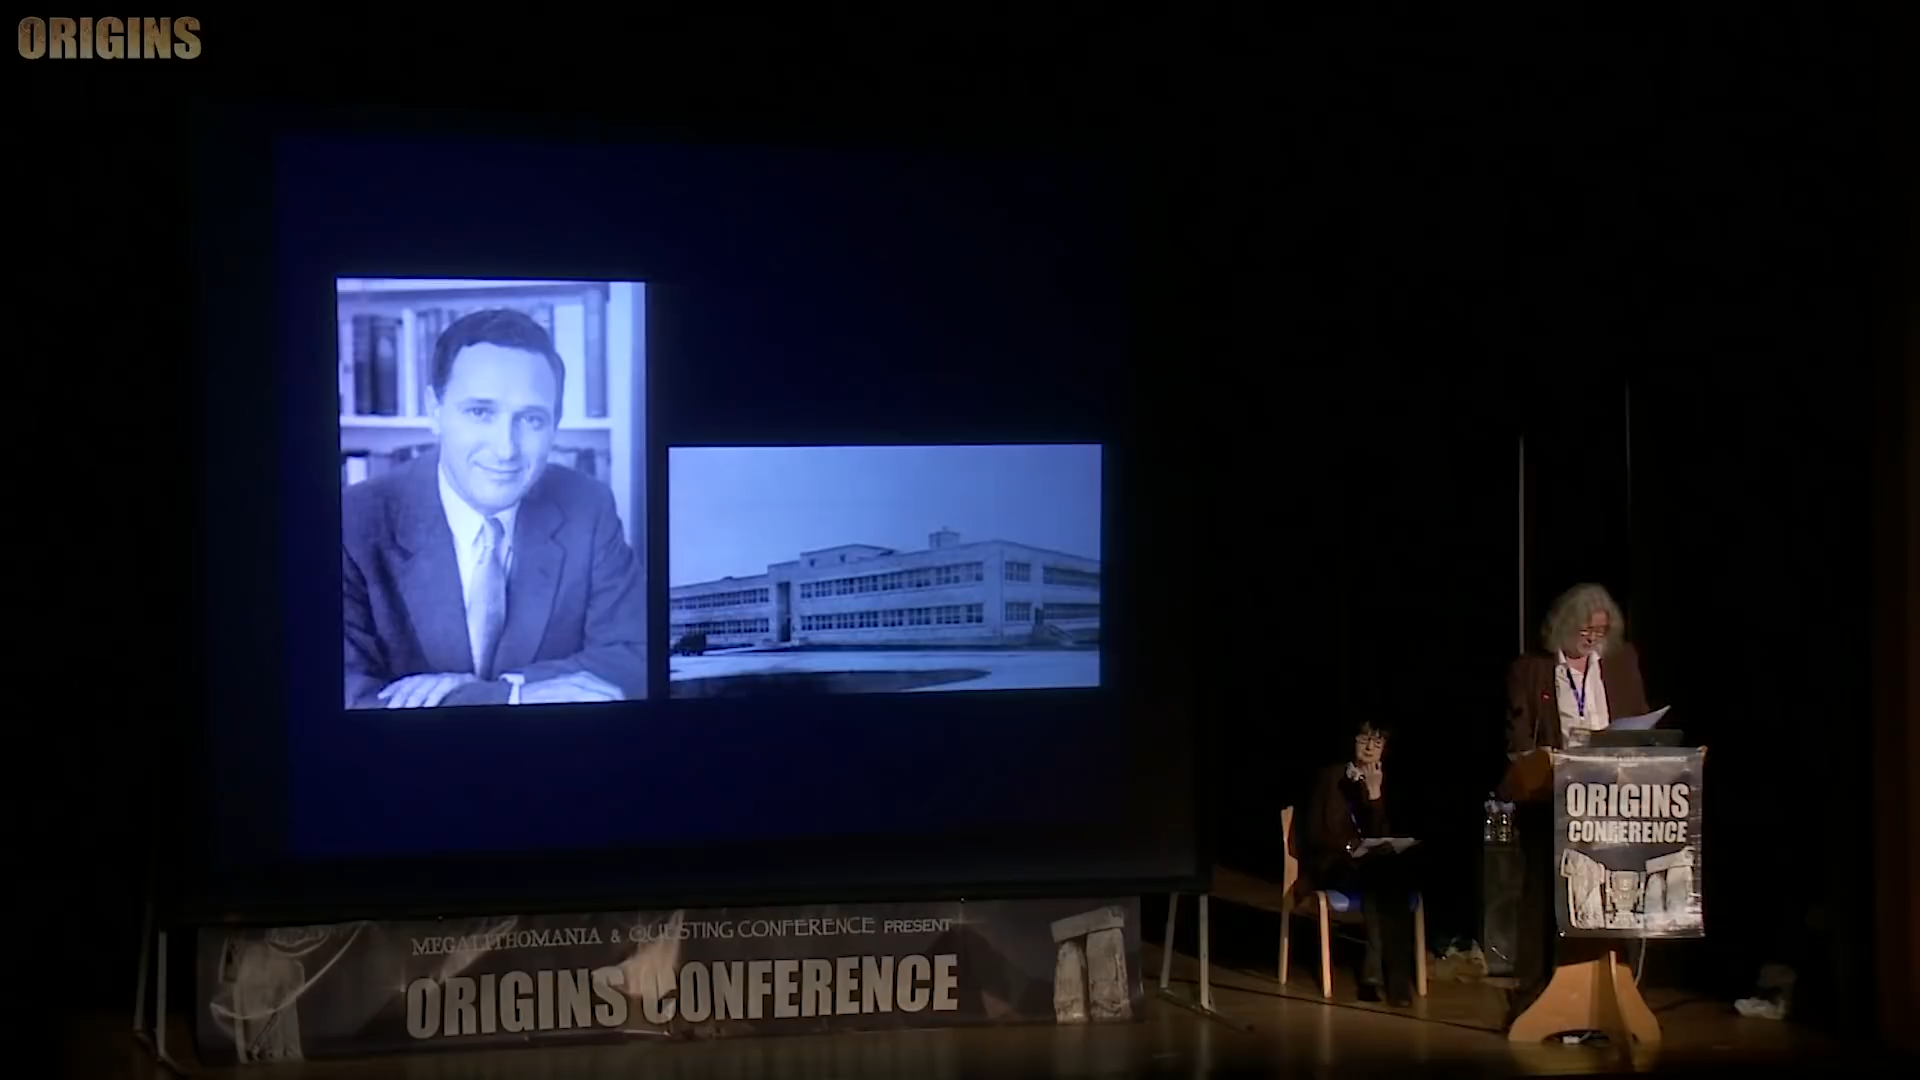 ORIGINS
MEGALITHOMANIA & QUESTING CONFERENCE PRESENT
ORIGINS CONFERENCE
ORIGINS
CONFERENCE